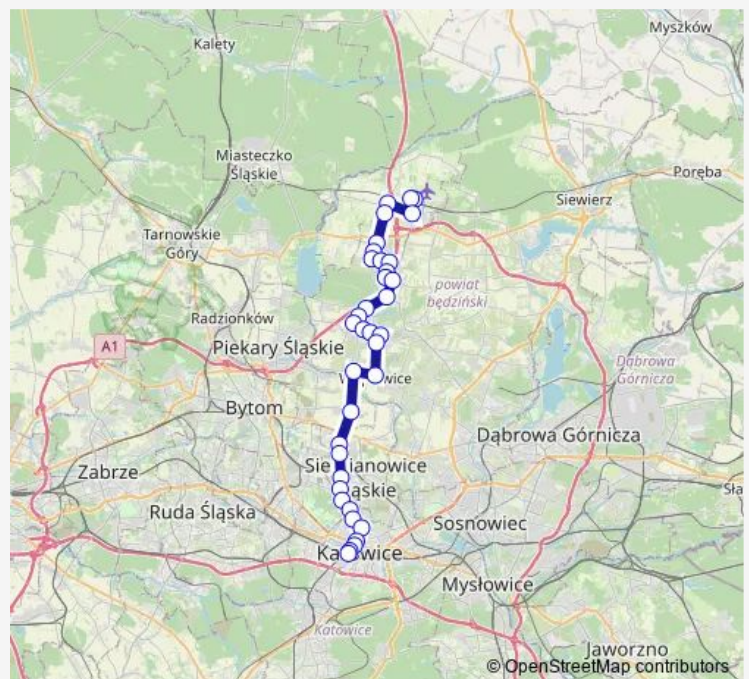 Myszków
Kalety
Miasteczko
Śląskie
Poręba
Siewierz
Tarnowskie
Góry
powiat
będziński
Radzionków
A1
Piekary Śląskie
Dąbrowa
Górnicza
Bytom
Dąbrowa Górnicza
Zabrze
Ruda Śląska
Sosnowiec
Mysłowice
Katowice
Jaworzno
© OpenStreetMap contributors